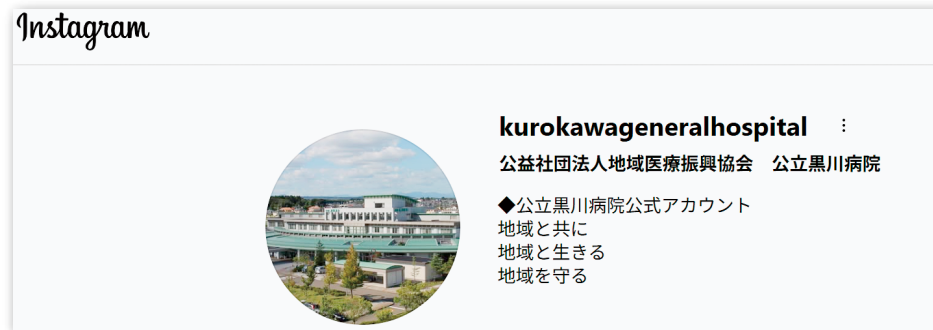 Instagram
kurokawageneralhospital
公益社団法人地域医療振興協会　公立黒川病院
◆公立黒川病院公式アカウント
地域と共に
地域と生きる
地域を守る